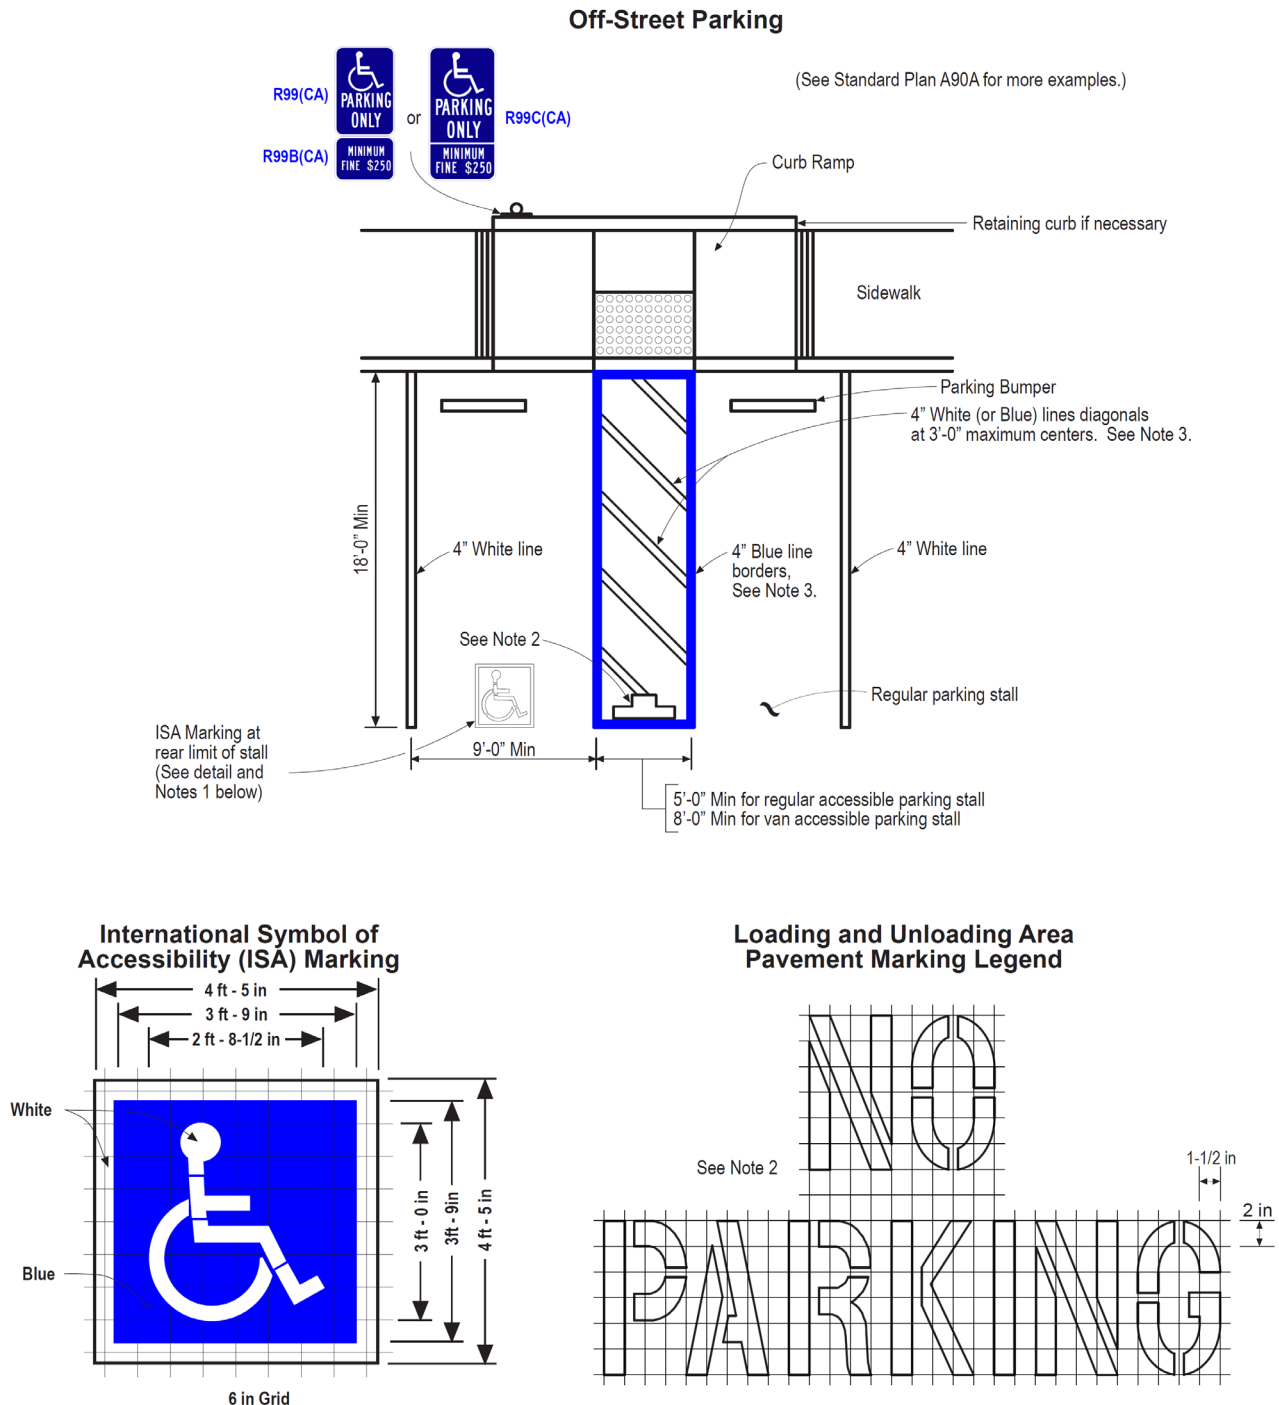 Off-Street Parking
(See Standard Plan A90A for more examples.)
R99(CA)
PARKING
ONLY
R99B(CA)
MINIMUM
FINE $250
or
PARKING
ONLY
MINIMUM
FINE $250
R99C(CA)
Curb Ramp
Retaining curb if necessary
Sidewalk
Parking Bumper
4” White (or Blue) lines diagonals
at 3’-0” maximum centers.  See Note 3.
18’-0” Min
4” White line
4” Blue line
borders,
See Note 3.
4” White line
See Note 2
Regular parking stall
ISA Marking at
rear limit of stall
(See detail and
Notes 1 below)
9’-0” Min
5’-0” Min for regular accessible parking stall
8’-0” Min for van accessible parking stall
International Symbol of
Accessibility (ISA) Marking
4 ft - 5 in
3 ft - 9 in
2 ft - 8-1/2 in
White
Blue
3 ft - 0 in
3ft - 9in
4 ft - 5 in
6 in Grid
Loading and Unloading Area
Pavement Marking Legend
NO
See Note 2
1-1/2 in
2 in
PARKING